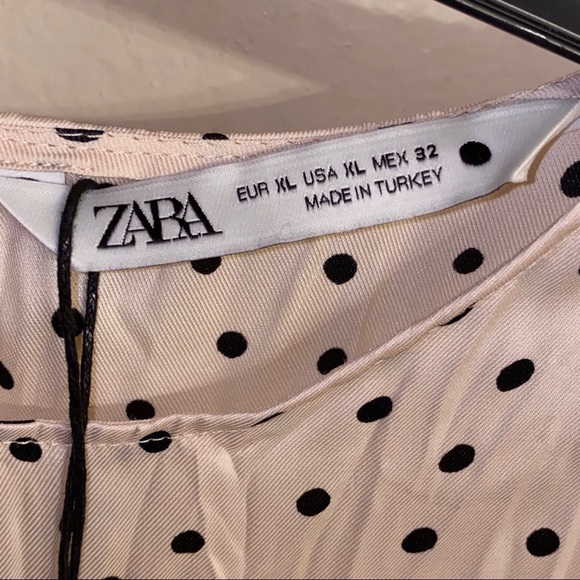 ZARA
EUR XL USA XL MEX 32
MADE IN TURKEY